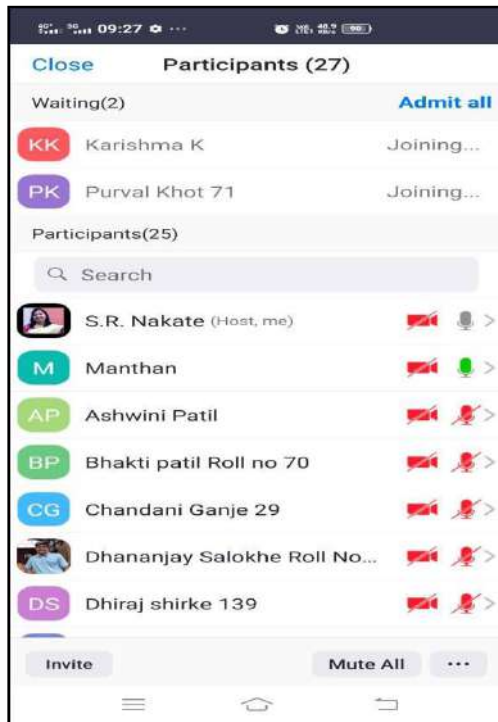 09:27 ...
Close Participants (27)
Waiting(2) Admit all
KK Karishma K Joining...
PK Purval Khot 71 Joining...
Participants(25)
Search
S.R. Nakate (Host, me)
M Manthan
AP Ashwini Patil
BP Bhakti patil Roll no 70
CG Chandani Ganje 29
Dhananjay Salokhe Roll No...
DS Dhiraj shirke 139
Invite Mute All ...